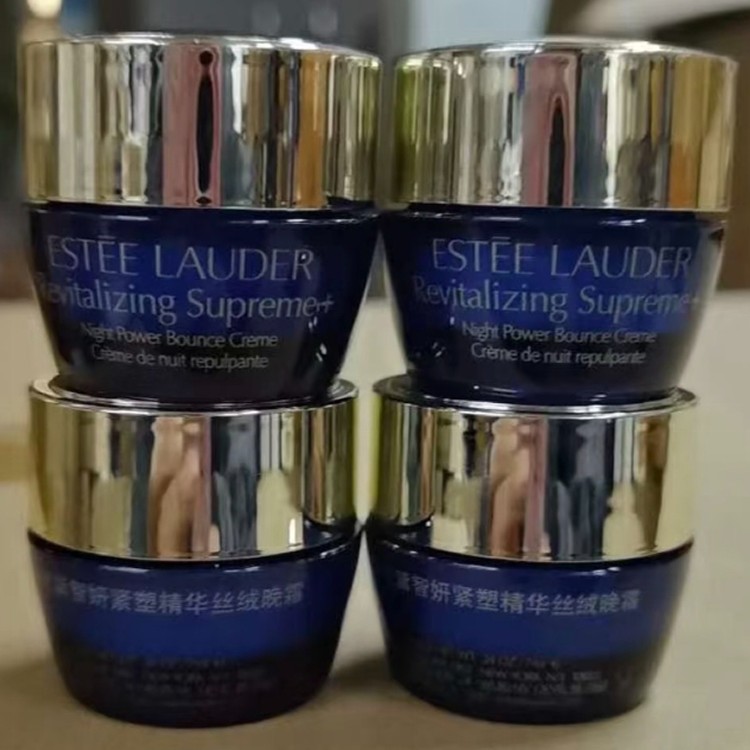 ESTĒE LAUDER
Revitalizing Supreme+
Night Power Bounce Creme
Crème de nuit repulpante
ESTĒE LAUDER
Revitalizing Supreme+
Night Power Bounce Creme
Crème de nuit repulpante
智妍紧塑精华丝绒晚霜
智妍紧塑精华丝绒晚霜